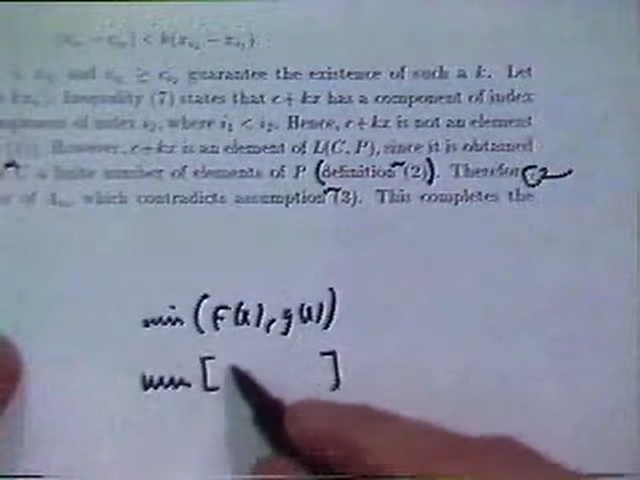 guarantee the existence of such a k. Let
Inequality (7) states that c + kx has a component of index
of index i₂, where i₁ < i₂. Hence, c + kx is not an element
However, c + kx is an element of L(C, P), since it is obtained
a finite number of elements of P (definition (2)). Therefore
of which contradicts assumption (3). This completes the
min (f(x), g(x))
min [ ]